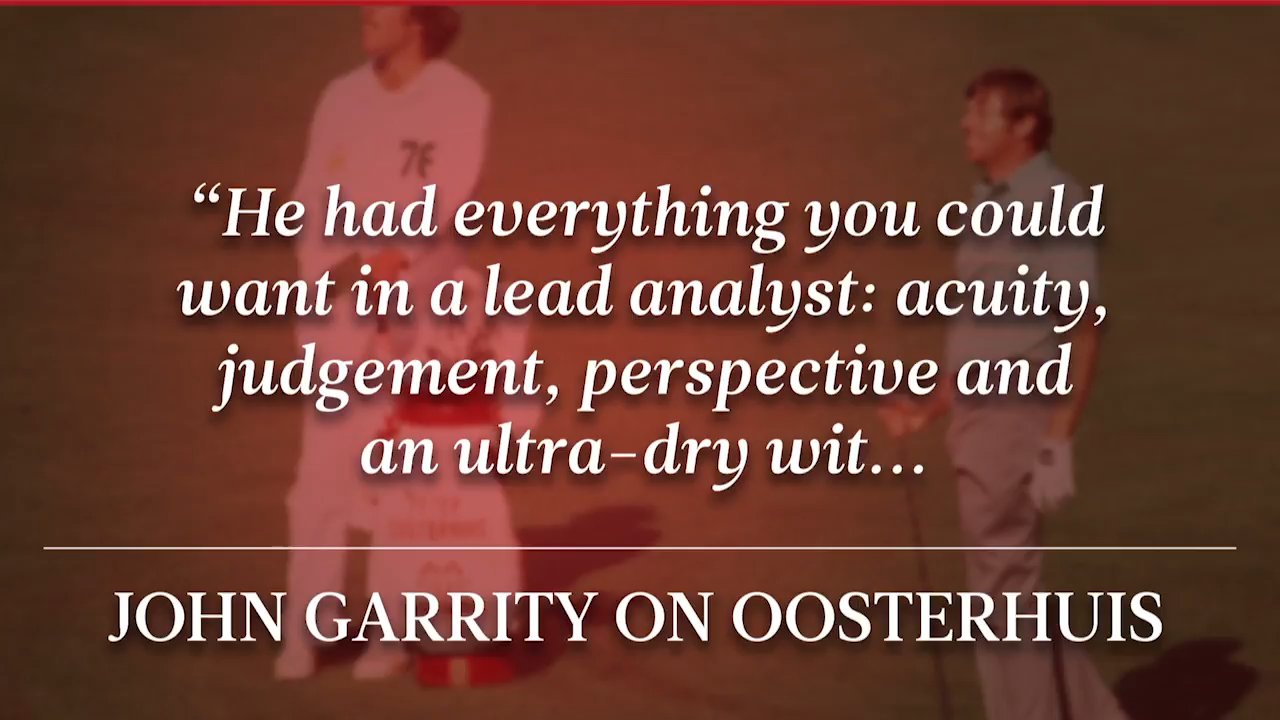 76
“He had everything you could
want in a lead analyst: acuity,
judgement, perspective and
an ultra-dry wit...
JOHN GARRITY ON OOSTERHUIS